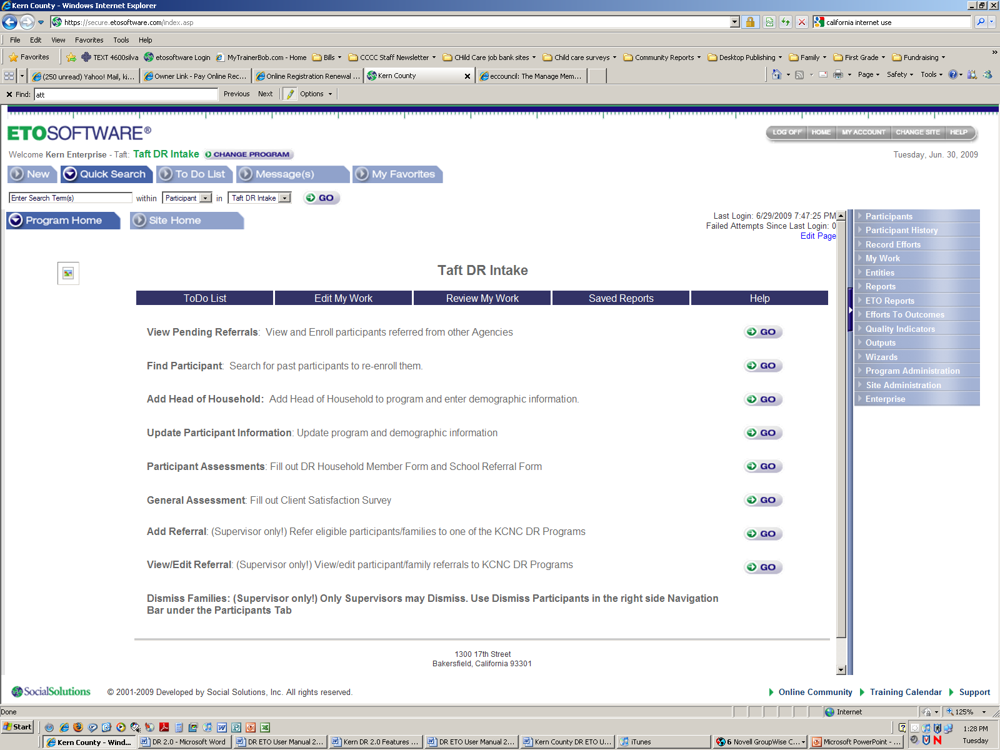 Kern County - Windows Internet Explorer
https://secure.etosoftware.com/index.asp
california internet use
File Edit View Favorites Tools Help
Favorites TEXT 4600silva etosoftware Login MyTrainerBob.com - Home Bills CCCC Staff Newsletter CHild Care job bank sites Child care surveys Community Reports Desktop Publishing Family First Grade Fundraising »
(250 unread) Yahoo! Mail, ki... Owner Link - Pay Online Rec... Online Registration Renewal ... Kern County eccouncil: The Manage Mem... Page Safety Tools
Find: att Previous Next Options
ETOSOFTWARE®
LOG OFF HOME MY ACCOUNT CHANGE SITE HELP
Welcome Kern Enterprise - Taft: Taft DR Intake CHANGE PROGRAM
Tuesday, Jun. 30, 2009
New Quick Search To Do List Message(s) My Favorites
Enter Search Term(s) within Participant in Taft DR Intake GO
Program Home Site Home
Last Login: 6/29/2009 7:47:25 PM
Failed Attempts Since Last Login: 0
Edit Page
Participants
Participant History
Record Efforts
My Work
Entities
Reports
ETO Reports
Efforts To Outcomes
Quality Indicators
Outputs
Wizards
Program Administration
Site Administration
Enterprise
Taft DR Intake
ToDo List Edit My Work Review My Work Saved Reports Help
View Pending Referrals: View and Enroll participants referred from other Agencies GO
Find Participant: Search for past participants to re-enroll them. GO
Add Head of Household: Add Head of Household to program and enter demographic information. GO
Update Participant Information: Update program and demographic information GO
Participant Assessments: Fill out DR Household Member Form and School Referral Form GO
General Assessment: Fill out Client Satisfaction Survey GO
Add Referral: (Supervisor only!) Refer eligible participants/families to one of the KCNC DR Programs GO
View/Edit Referral: (Supervisor only!) View/edit participant/family referrals to KCNC DR Programs GO
Dismiss Families: (Supervisor only!) Only Supervisors may Dismiss. Use Dismiss Participants in the right side Navigation
Bar under the Participants Tab
1300 17th Street
Bakersfield, California 93301
SocialSolutions © 2001-2009 Developed by Social Solutions, Inc. All rights reserved.
Online Community Training Calendar Support
Done Internet 125%
Start 1:28 PM
Kern County - Wind... DR 2.0 - Microsoft Word DR ETO User Manual 2... Kern DR 2.0 Features ... DR ETO User Manual 2... Kern County DR ETO U... iTunes 6 Novell GroupWise C... Microsoft PowerPoint - ... Tuesday